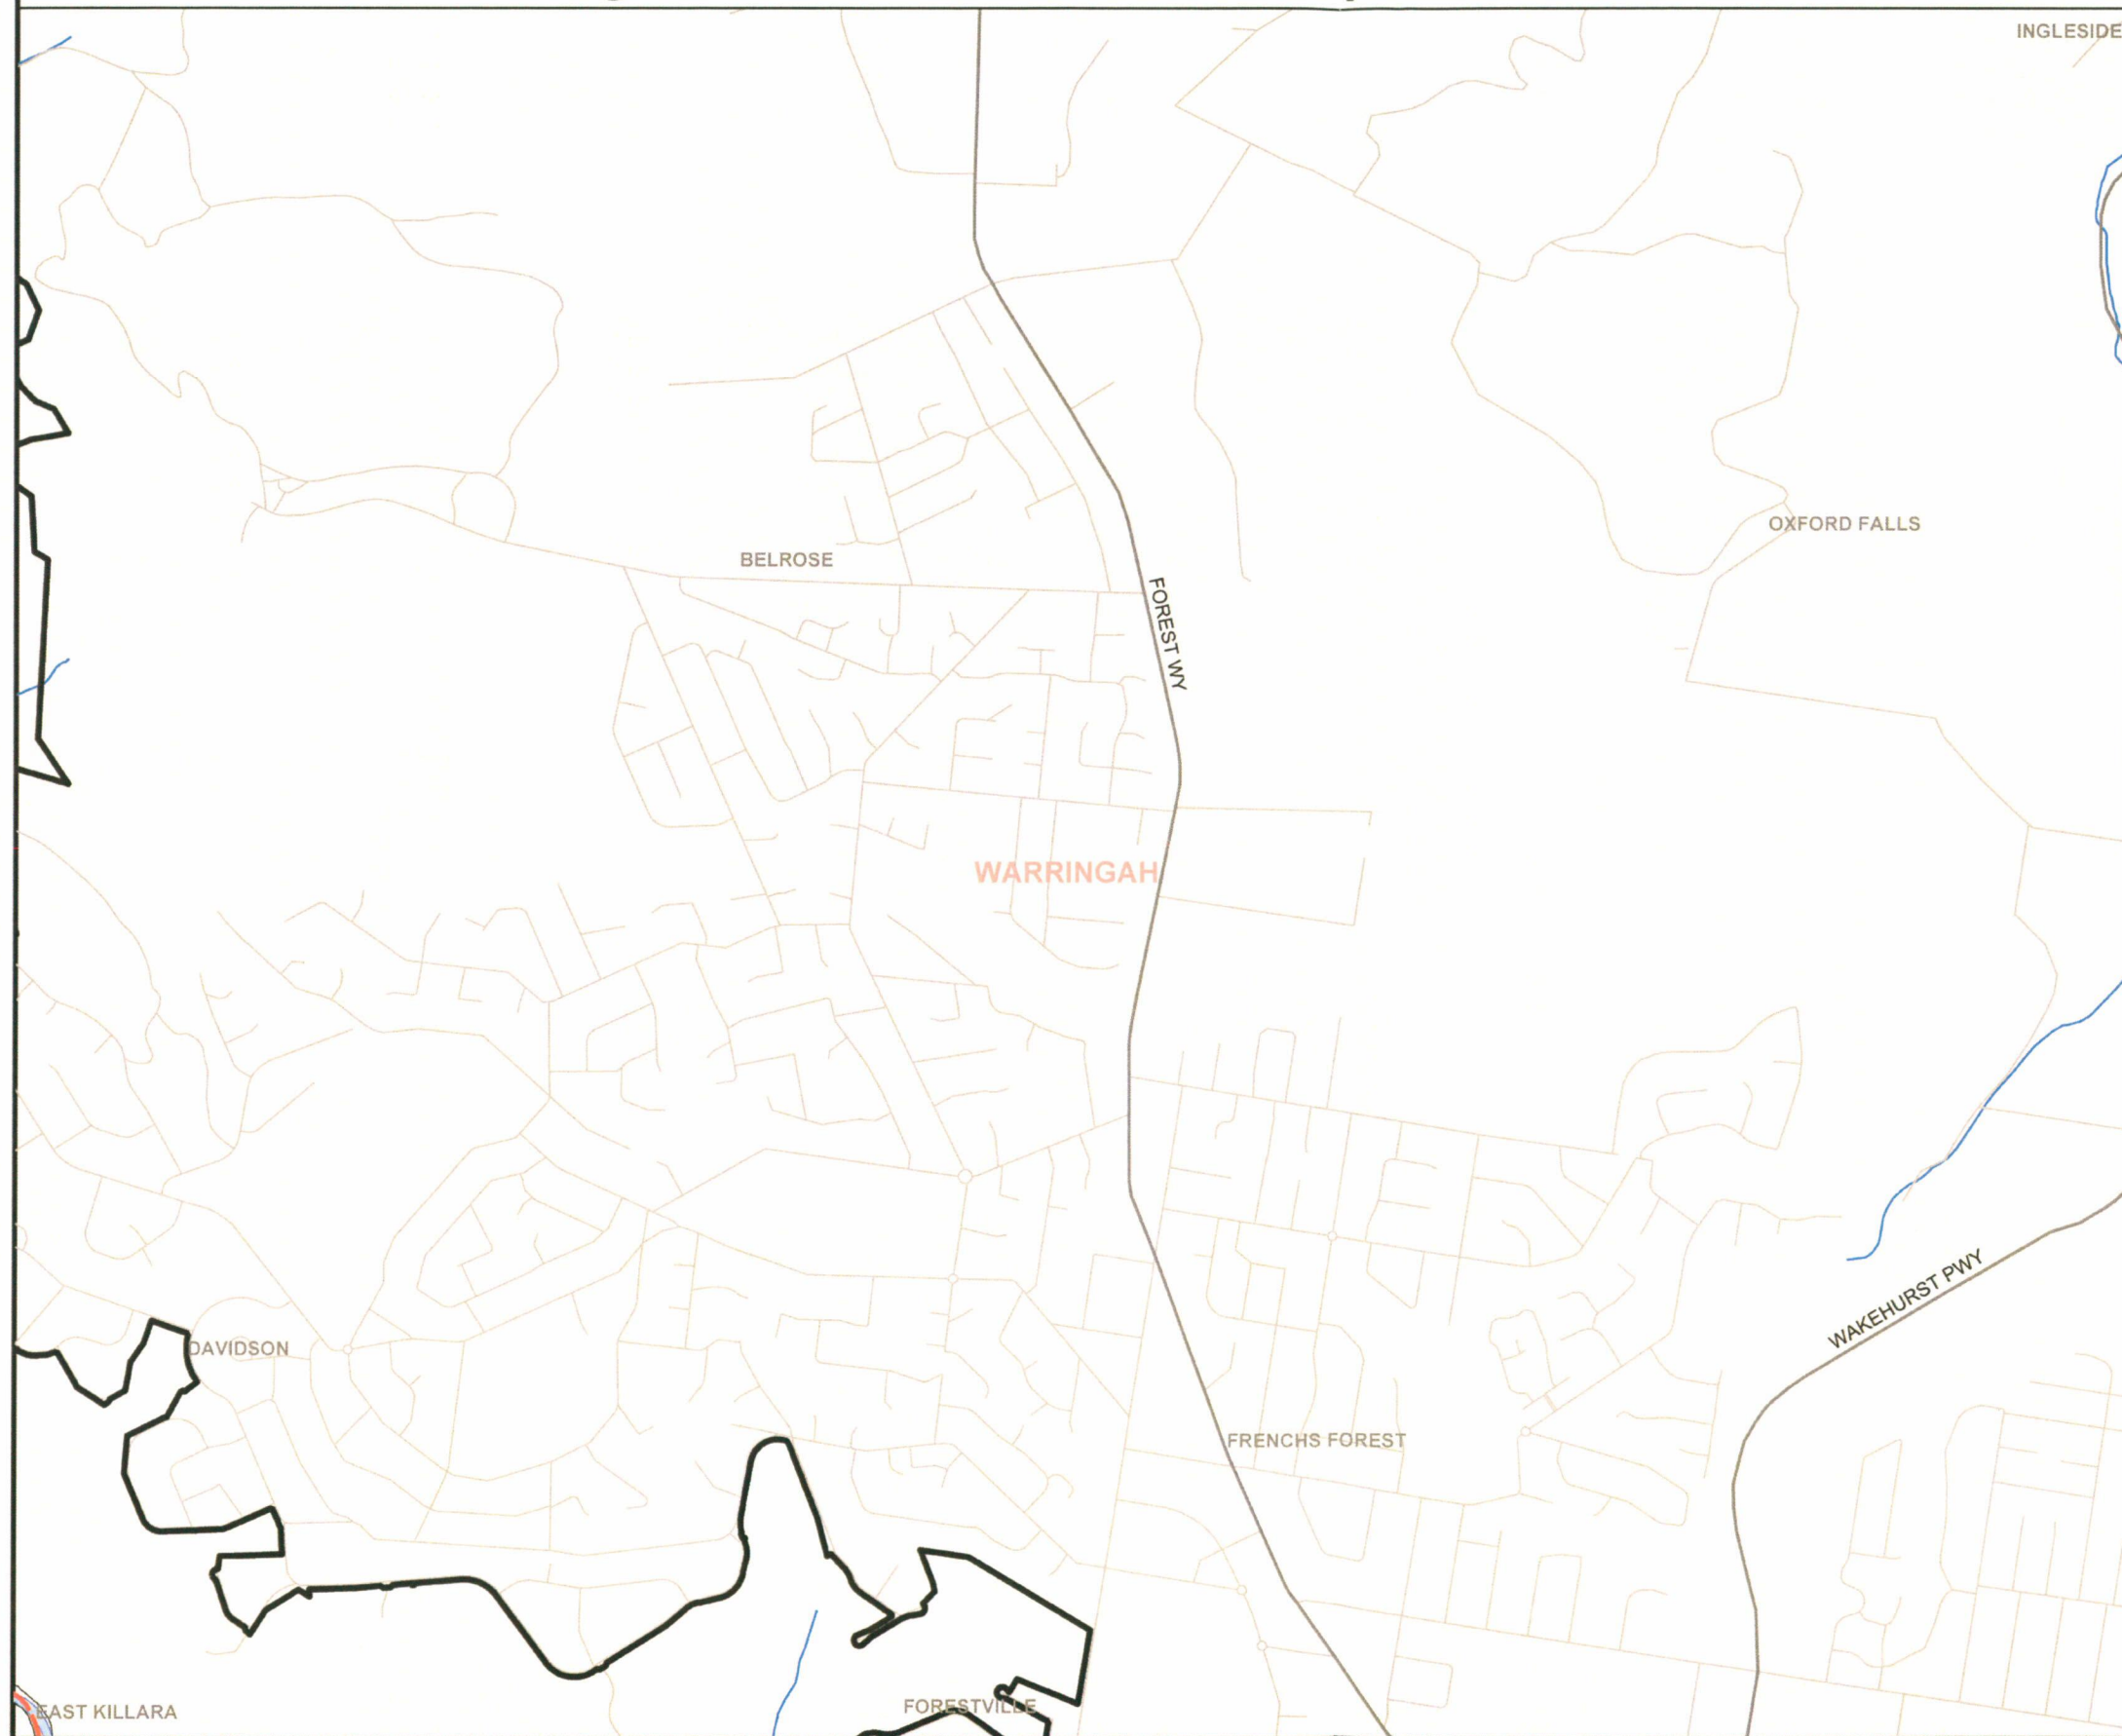 INGLESIDE
OXFORD FALLS
BELROSE
FOREST WY
WARRINGAH
WAKEHURST PWY
DAVIDSON
FRENCHS FOREST
EAST KILLARA
FORESTVILLE